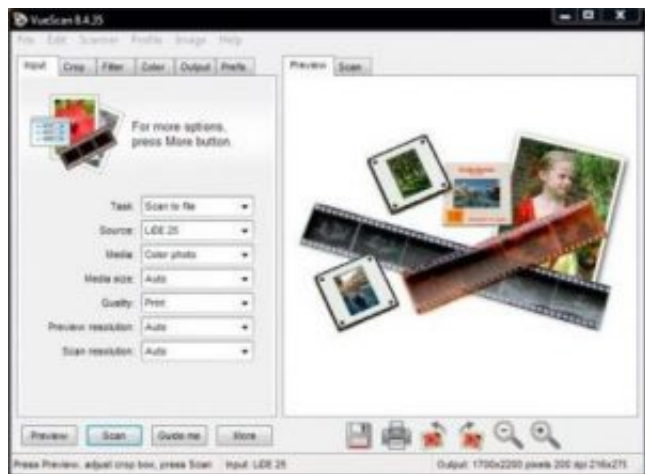 VueScan 8.4.35
File Edit Scanner Profile Image Help
Input Crop Filter Color Output Prefs
Preview Scan
For more options,
press More button.
Task: Scan to file
Source: LiDE 25
Media: Color photo
Media size: Auto
Quality: Print
Preview resolution: Auto
Scan resolution: Auto
Preview Scan Guide me More
Press Preview, adjust crop box, press Scan Input: LiDE 25 Output: 1700x2200 pixels 200 dpi 216x275